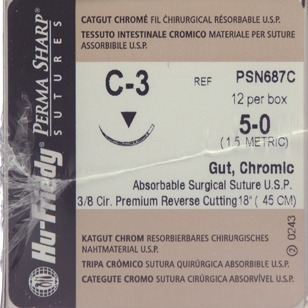 CATGUT CHROMÉ FIL CHIRURGICAL RÉSORBABLE U.S.P.
TESSUTO INTESTINALE CROMICO MATERIALE PER SUTURE
ASSORBIBILE U.S.P.
C-3
REF PSN687C
12 per box
5-0
(1.5 METRIC)
Gut, Chromic
Absorbable Surgical Suture U.S.P.
3/8 Cir. Premium Reverse Cutting 18" ( 45 CM)
KATGUT CHROM RESORBIERBARES CHIRURGISCHES
NAHTMATERIAL U.S.P.
TRIPA CRÓMICO SUTURA QUIRÚRGICA ABSORBIBLE U.S.P.
CATEGUTE CROMO SUTURA CIRÚRGICA ABSORVÍVEL U.S.P.
Hu-Friedy PERMA SHARP®
SUTURES
② 0243